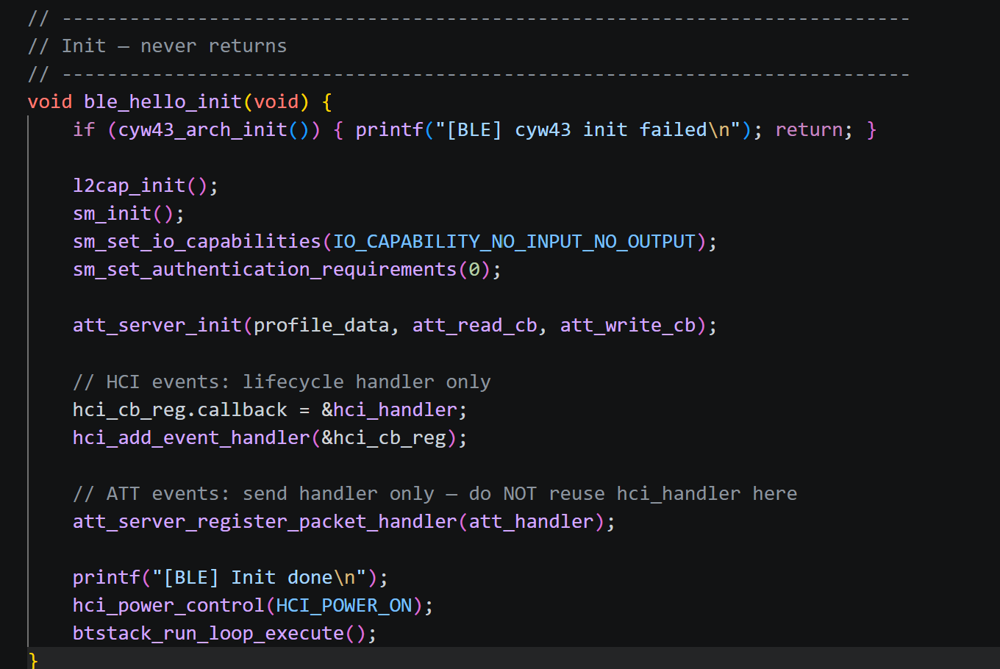 // ---------------------------------------------------------------------------
// Init — never returns
// ---------------------------------------------------------------------------
void ble_hello_init(void) {
    if (cyw43_arch_init()) { printf("[BLE] cyw43 init failed\n"); return; }

    l2cap_init();
    sm_init();
    sm_set_io_capabilities(IO_CAPABILITY_NO_INPUT_NO_OUTPUT);
    sm_set_authentication_requirements(0);

    att_server_init(profile_data, att_read_cb, att_write_cb);

    // HCI events: lifecycle handler only
    hci_cb_reg.callback = &hci_handler;
    hci_add_event_handler(&hci_cb_reg);

    // ATT events: send handler only — do NOT reuse hci_handler here
    att_server_register_packet_handler(att_handler);

    printf("[BLE] Init done\n");
    hci_power_control(HCI_POWER_ON);
    btstack_run_loop_execute();
}